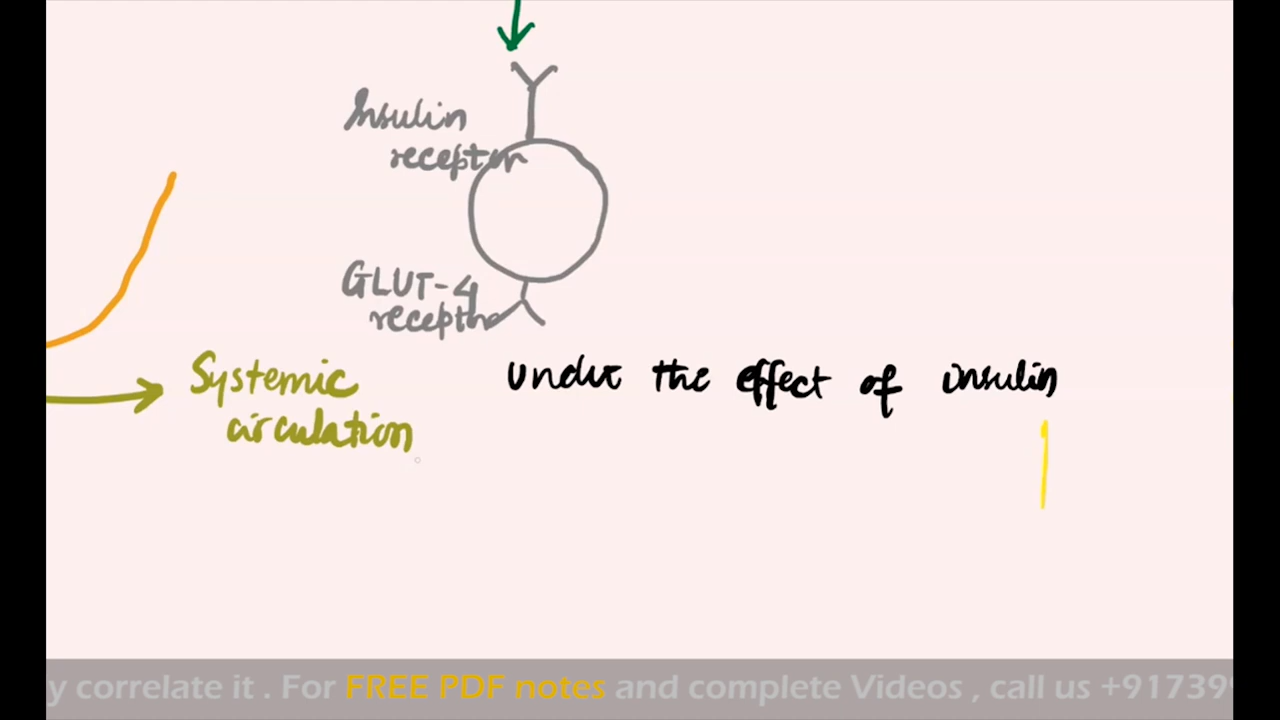 Insulin
receptor
GLUT-4
receptor
Systemic
circulation
under the effect of insulin
y correlate it . For FREE PDF notes and complete Videos , call us +91739